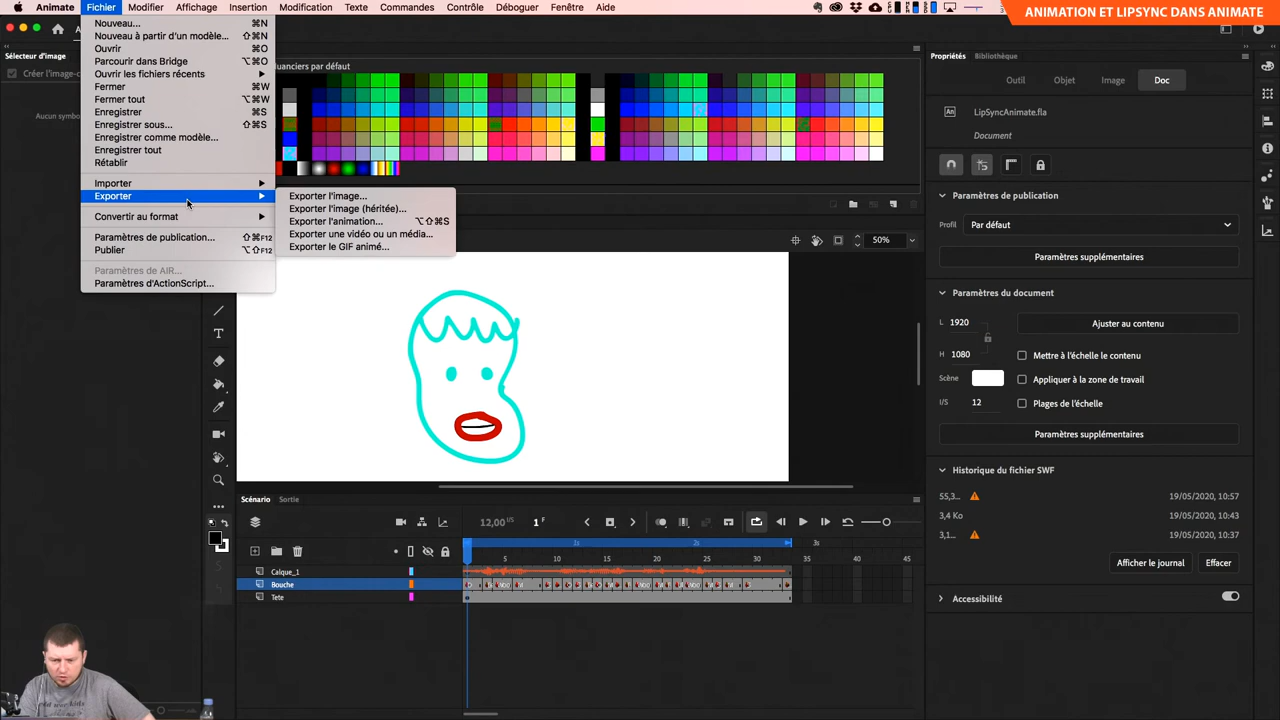 Animate Fichier Modifier Affichage Insertion Modification Texte Commandes Contrôle Déboguer Fenêtre Aide
ANIMATION ET LIPSYNC DANS ANIMATE
Nouveau... ⌘N
Nouveau à partir d'un modèle... ⇧⌘N
Ouvrir ⌘O
Parcourir dans Bridge ⌥⌘O
Ouvrir les fichiers récents
Fermer ⌘W
Fermer tout ⌥⌘W
Enregistrer ⌘S
Enregistrer sous... ⇧⌘S
Enregistrer comme modèle...
Enregistrer tout
Rétablir
Importer
Exporter
Convertir au format
Paramètres de publication... ⇧⌘F12
Publier ⌥⇧F12
Paramètres de AIR...
Paramètres d'ActionScript...
Exporter l'image...
Exporter l'image (héritée)...
Exporter l'animation... ⌥⇧⌘S
Exporter une vidéo ou un média...
Exporter le GIF animé...
Sélecteur d'image
Créer l'image-c
Aucun symbo
uanciers par défaut
50%
Propriétés Bibliothèque
Outil Objet Image Doc
An LipSyncAnimate.fla
Document
Paramètres de publication
Profil Par défaut
Paramètres supplémentaires
Paramètres du document
L 1920 Ajuster au contenu
H 1080 Mettre à l'échelle le contenu
Scène Appliquer à la zone de travail
I/S 12 Plages de l'échelle
Paramètres supplémentaires
Historique du fichier SWF
55,3... 19/05/2020, 10:57
3,4 Ko 19/05/2020, 10:43
3,1... 19/05/2020, 10:37
Afficher le journal Effacer
Accessibilité
Scénario Sortie
12,00 I/S 1 F
1s 2s 3s
5 10 15 20 25 30 35 40 45
Calque_1
Bouche
Tete